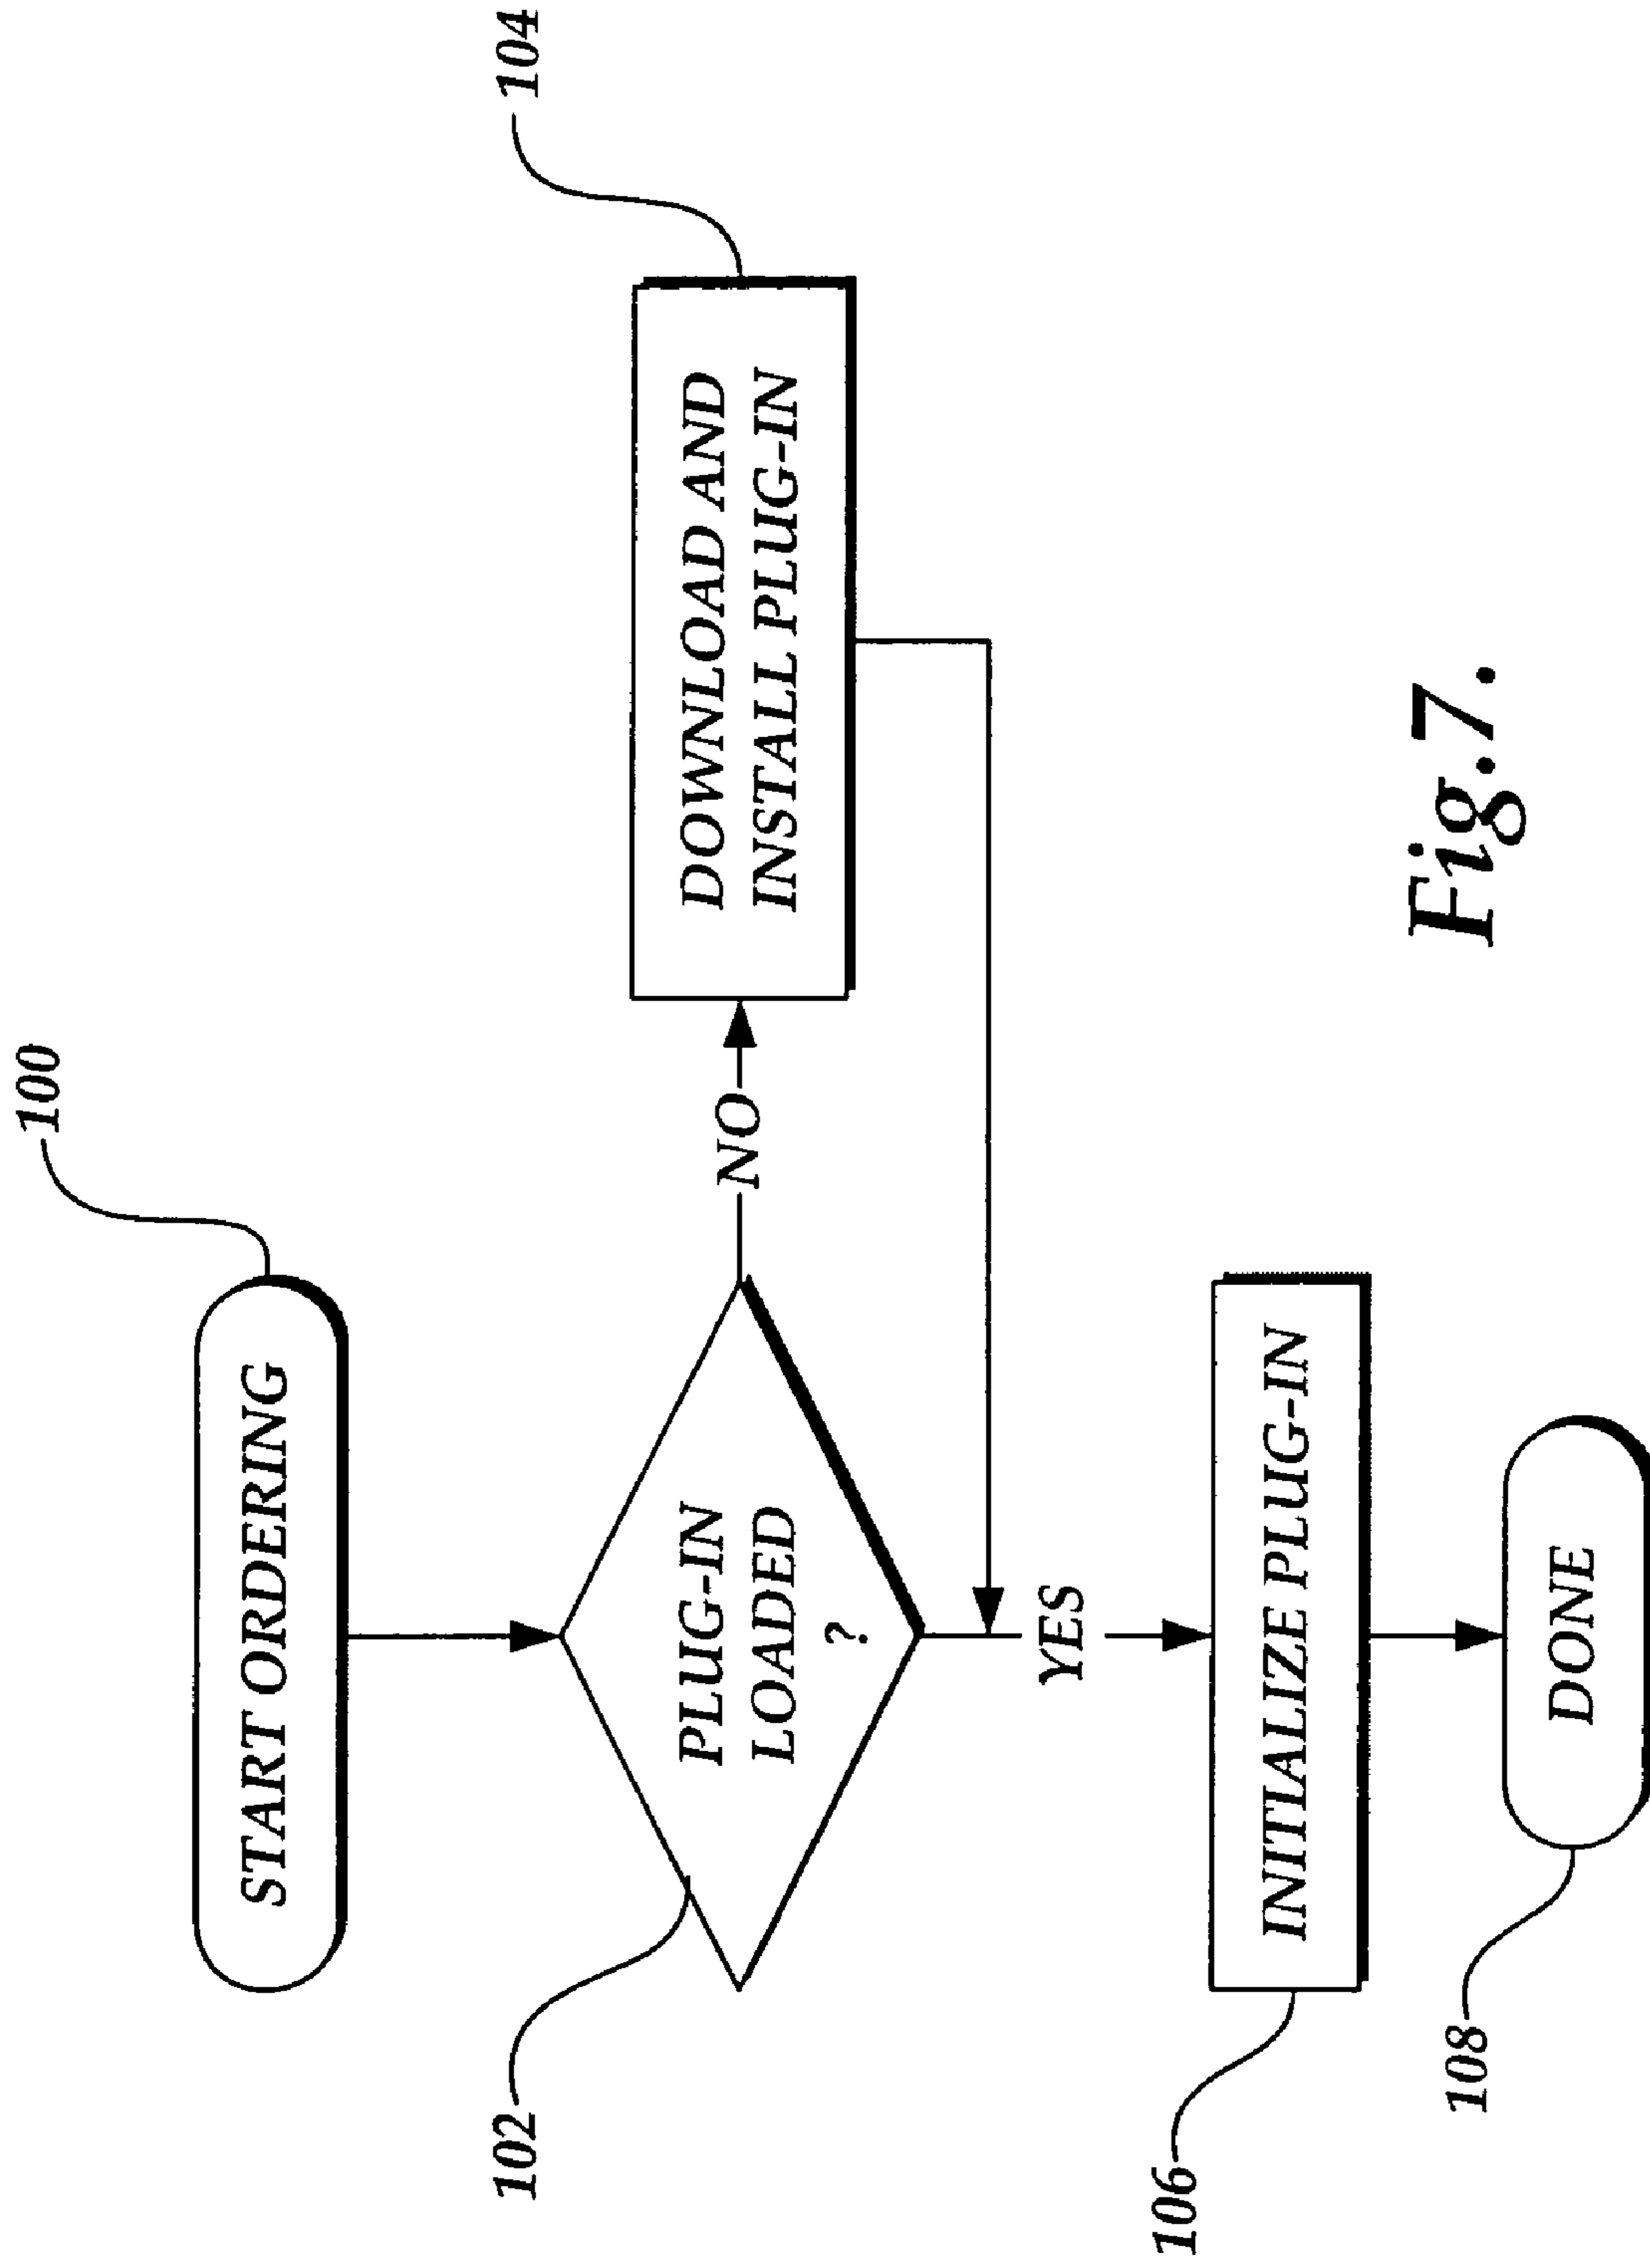 100
START ORDERING
102
PLUG-IN
LOADED
?
NO
104
DOWNLOAD AND
INSTALL PLUG-IN
YES
106
INITIALIZE PLUG-IN
108
DONE
Fig.7.